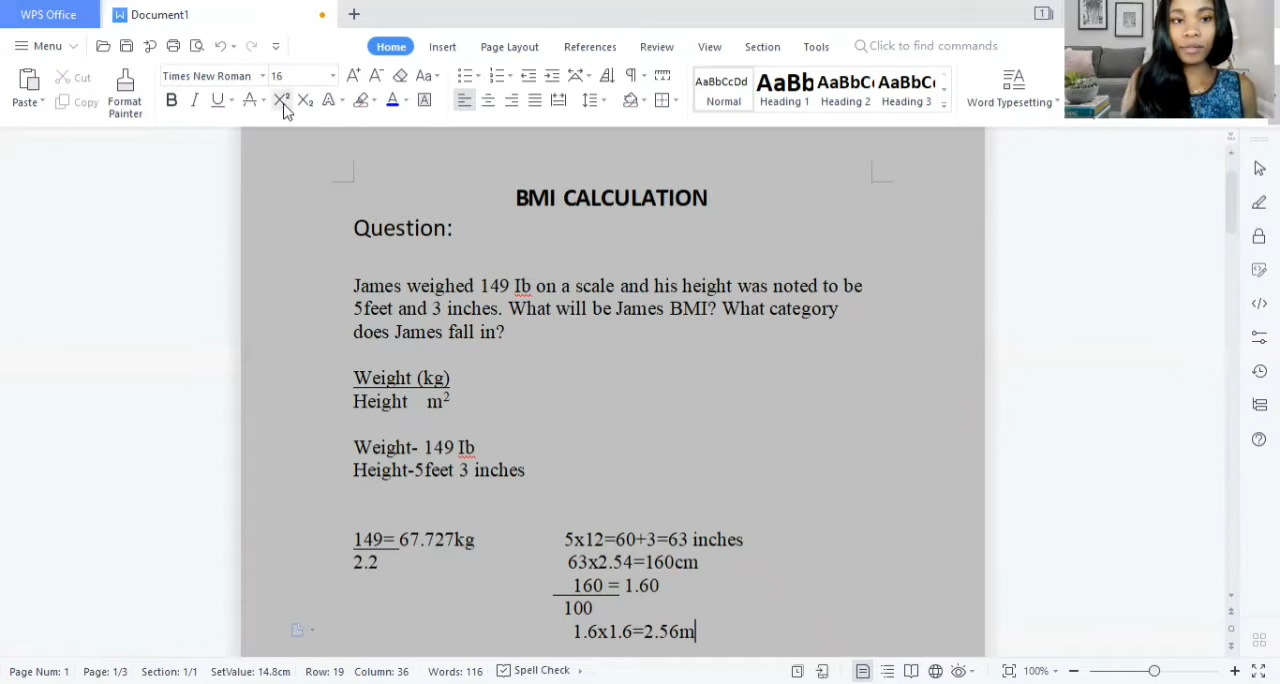 WPS Office
Document1
+
1
Menu
Home
Insert
Page Layout
References
Review
View
Section
Tools
Click to find commands
Paste
Cut
Copy
Format Painter
Times New Roman
16
A+ A- Aa
B I U A X² X₂ A A A
AaBbCcDd
Normal
AaBb
Heading 1
AaBbC
Heading 2
AaBbC
Heading 3
Word Typesetting
BMI CALCULATION
Question:
James weighed 149 Ib on a scale and his height was noted to be
5feet and 3 inches. What will be James BMI? What category
does James fall in?
Weight (kg)
Height m²
Weight- 149 Ib
Height-5feet 3 inches
149= 67.727kg 5x12=60+3=63 inches
2.2 63x2.54=160cm
160 = 1.60
100
1.6x1.6=2.56m
Page Num: 1
Page: 1/3
Section: 1/1
SetValue: 14.8cm
Row: 19
Column: 36
Words: 116
Spell Check
100%